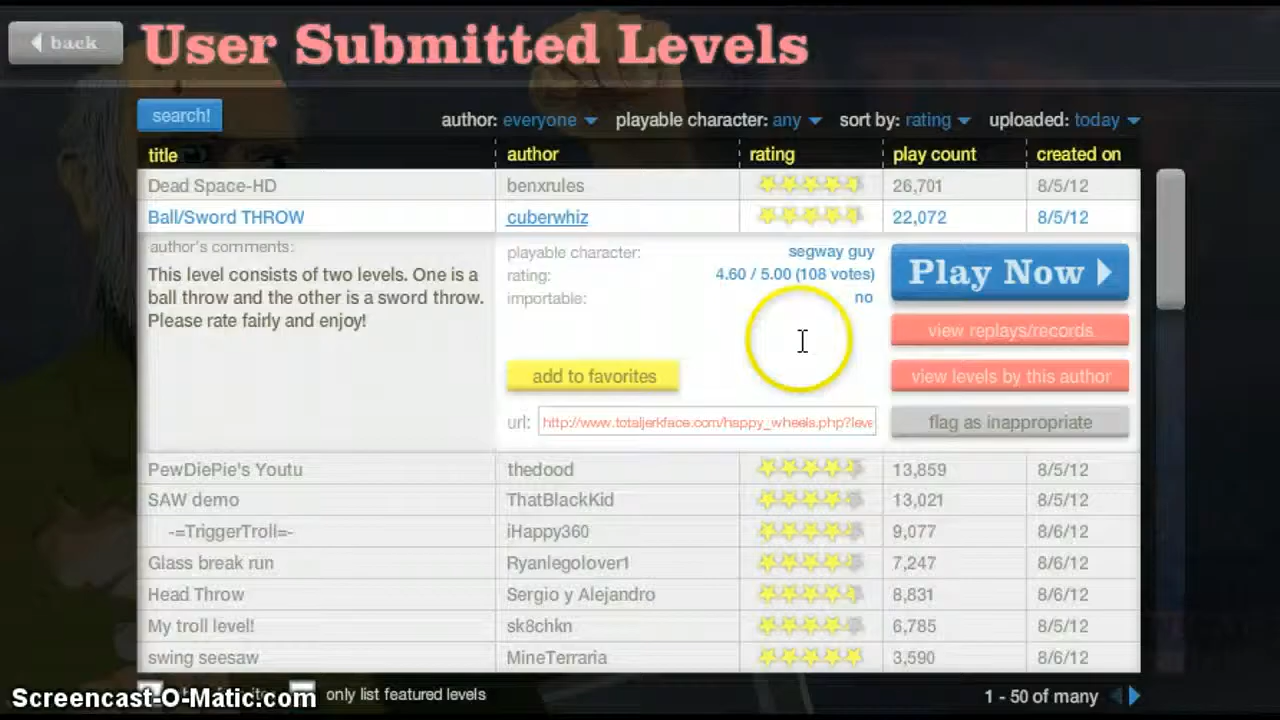 back
User Submitted Levels
search!
author: everyone playable character: any sort by: rating uploaded: today
title author rating play count created on
Dead Space-HD benxrules 26,701 8/5/12
Ball/Sword THROW cuberwhiz 22,072 8/5/12
author's comments:
This level consists of two levels. One is a
ball throw and the other is a sword throw.
Please rate fairly and enjoy!
playable character: segway guy
rating: 4.60 / 5.00 (108 votes)
importable: no
add to favorites
url: http://www.totaljerkface.com/happy_wheels.php?leve
Play Now
view replays/records
view levels by this author
flag as inappropriate
PewDiePie's Youtu thedood 13,859 8/5/12
SAW demo ThatBlackKid 13,021 8/5/12
-=TriggerTroll=- iHappy360 9,077 8/6/12
Glass break run Ryanlegolover1 7,247 8/6/12
Head Throw Sergio y Alejandro 8,831 8/6/12
My troll level! sk8chkn 6,785 8/5/12
swing seesaw MineTerraria 3,590 8/6/12
Screencast-O-Matic.com only list featured levels 1 - 50 of many